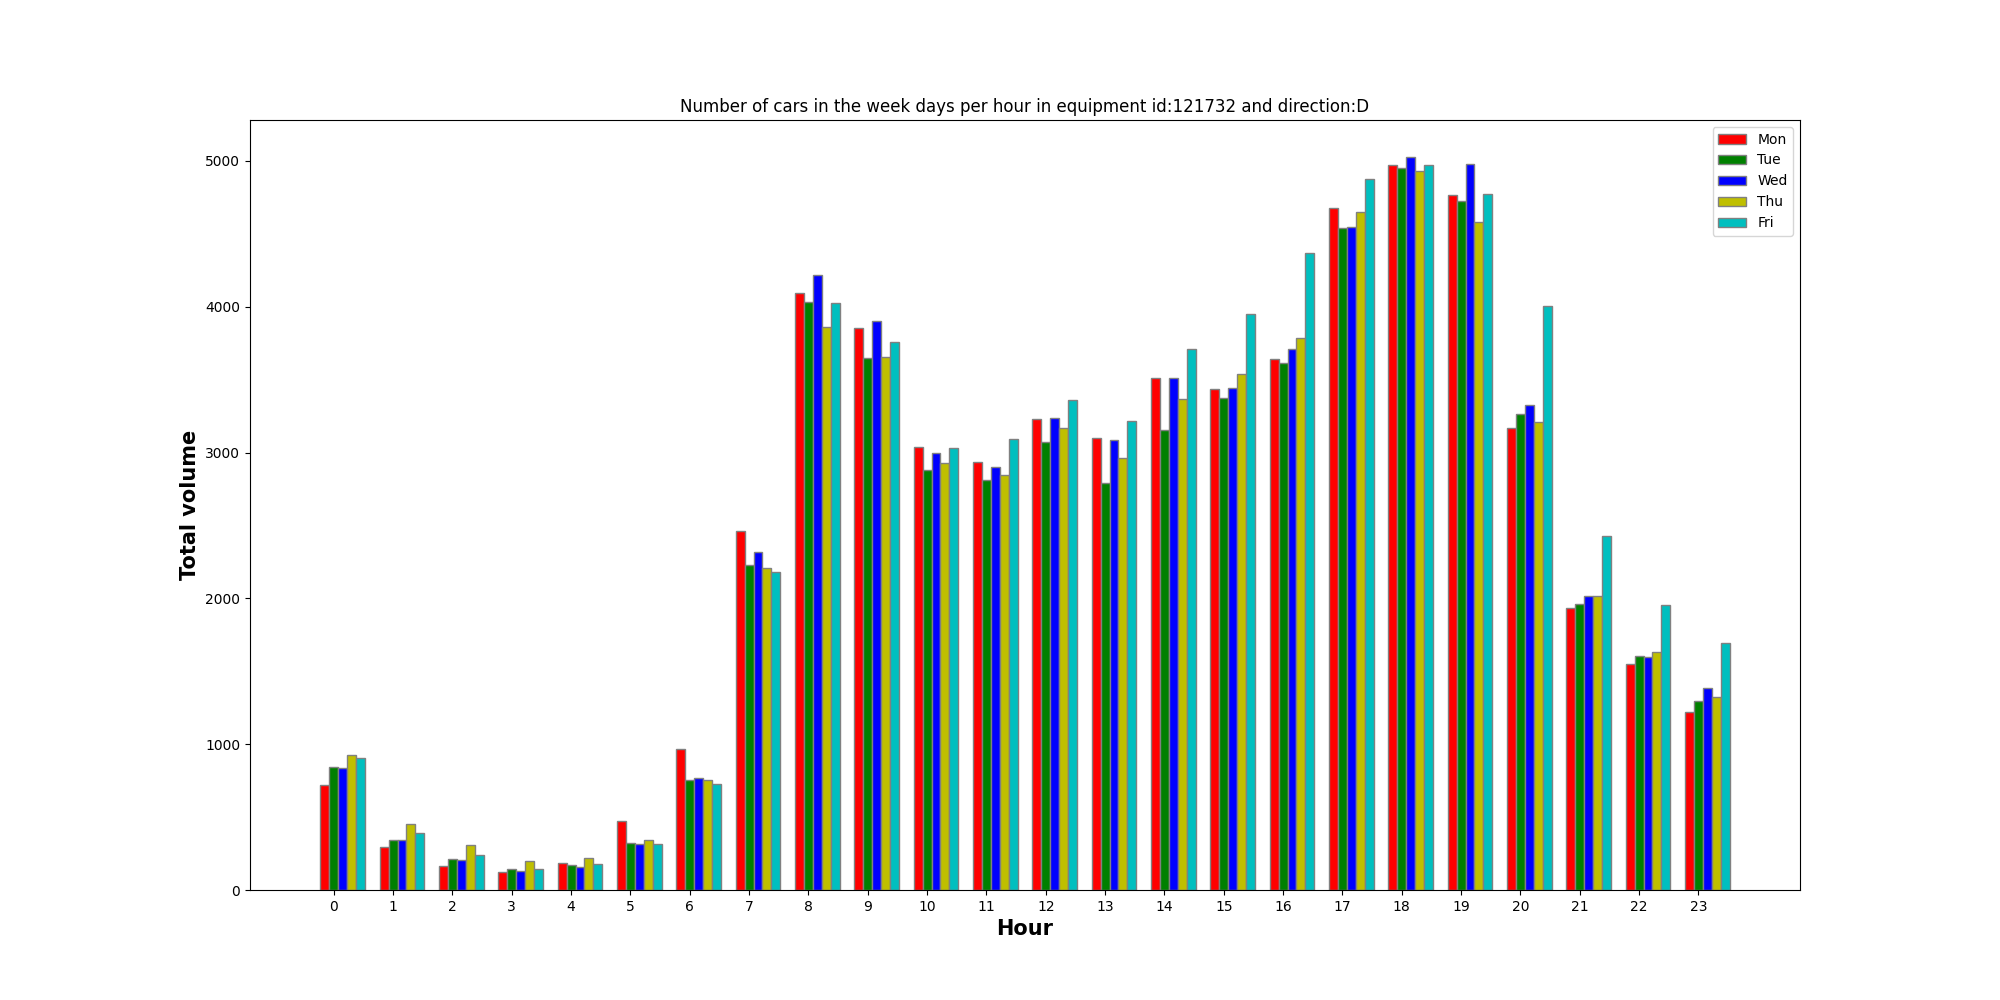 Number of cars in the week days per hour in equipment id:121732 and direction:D
Mon
Tue
Wed
Thu
Fri
5000
4000
3000
2000
1000
0
Total volume
0 1 2 3 4 5 6 7 8 9 10 11 12 13 14 15 16 17 18 19 20 21 22 23
Hour